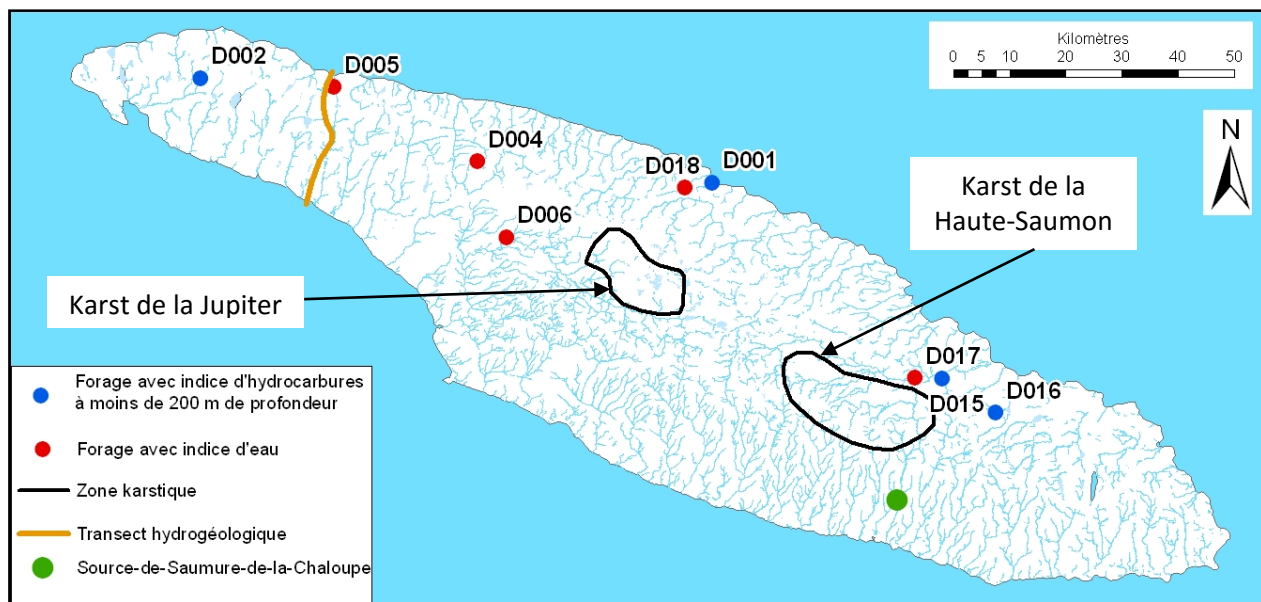 Kilomètres
0 5 10 20 30 40 50
N
D002
D005
D004
D018
D001
D006
Karst de la
Haute-Saumon
Karst de la Jupiter
D017
D015
D016
Forage avec indice d'hydrocarbures
à moins de 200 m de profondeur
Forage avec indice d'eau
Zone karstique
Transect hydrogéologique
Source-de-Saumure-de-la-Chaloupe